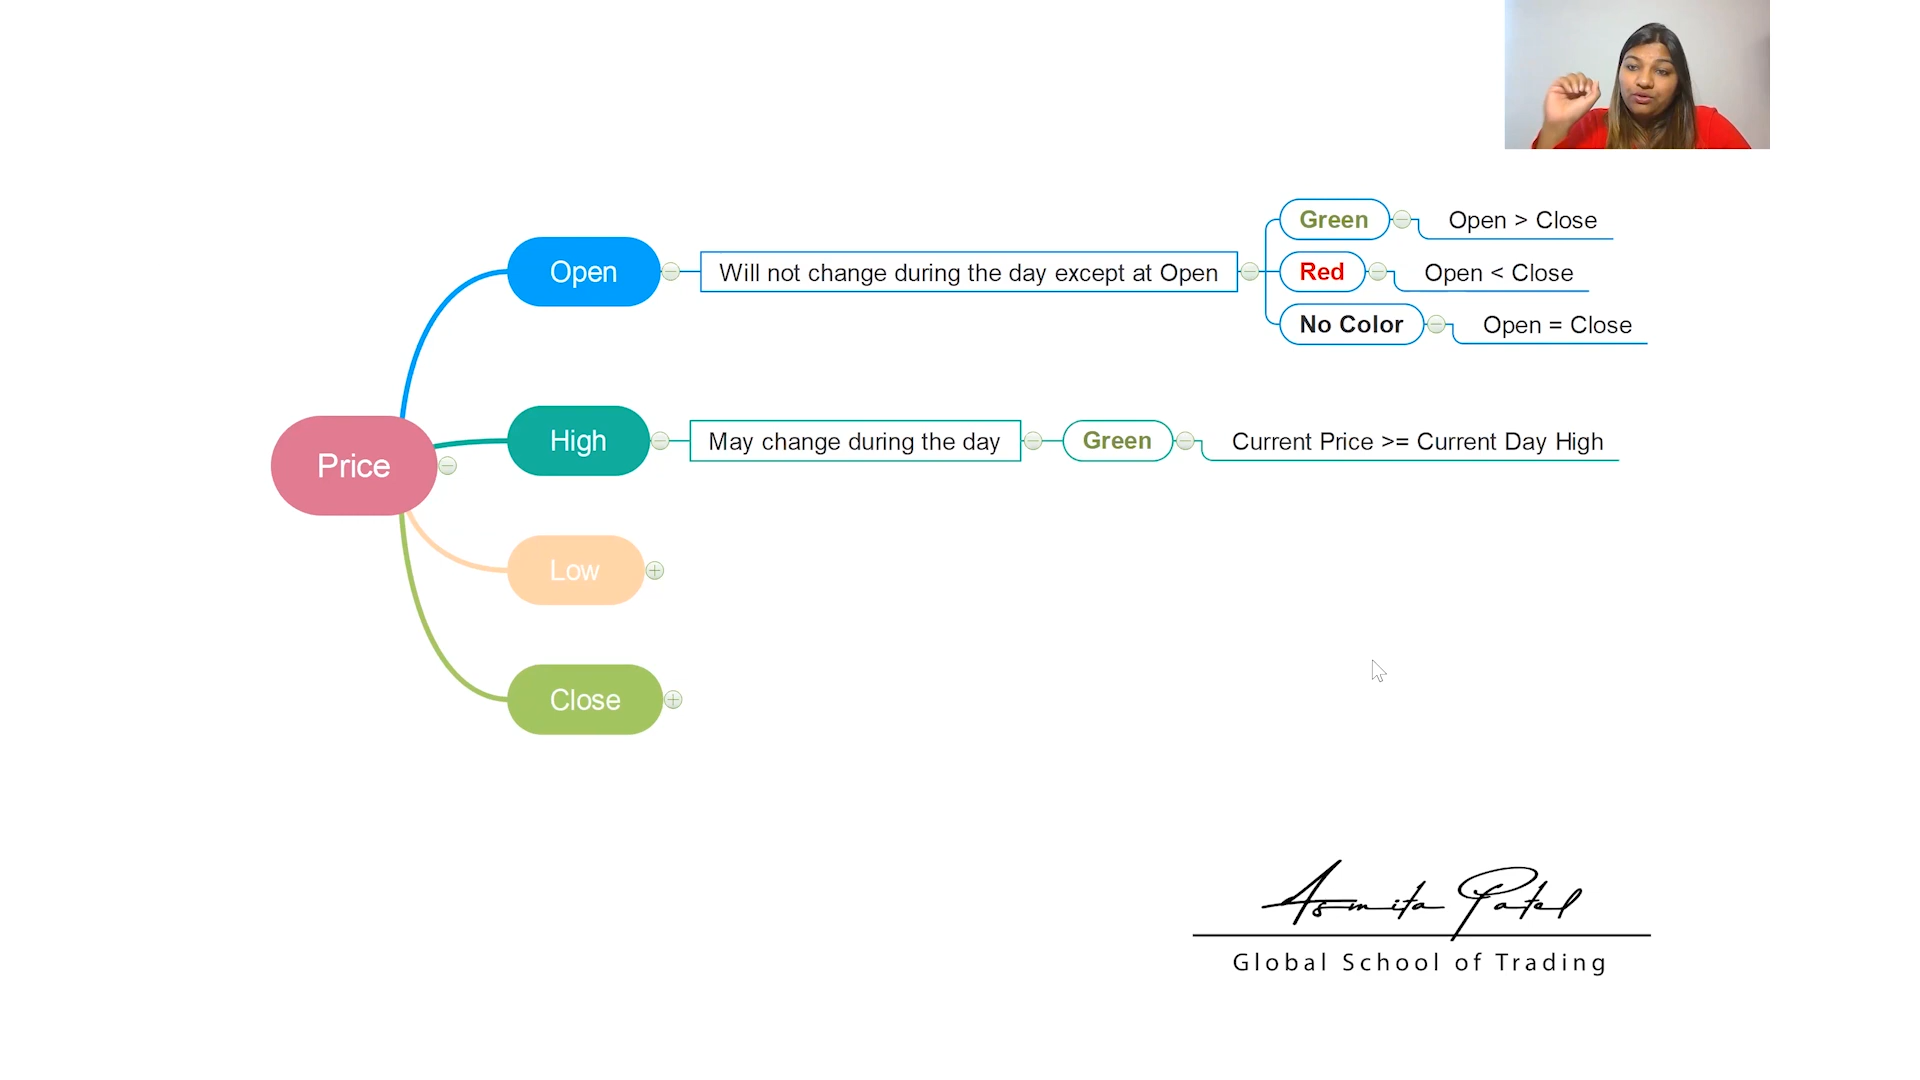 Price
Open
Will not change during the day except at Open
Green
Open > Close
Red
Open < Close
No Color
Open = Close
High
May change during the day
Green
Current Price >= Current Day High
Low
Close
Asmita Patel
Global School of Trading